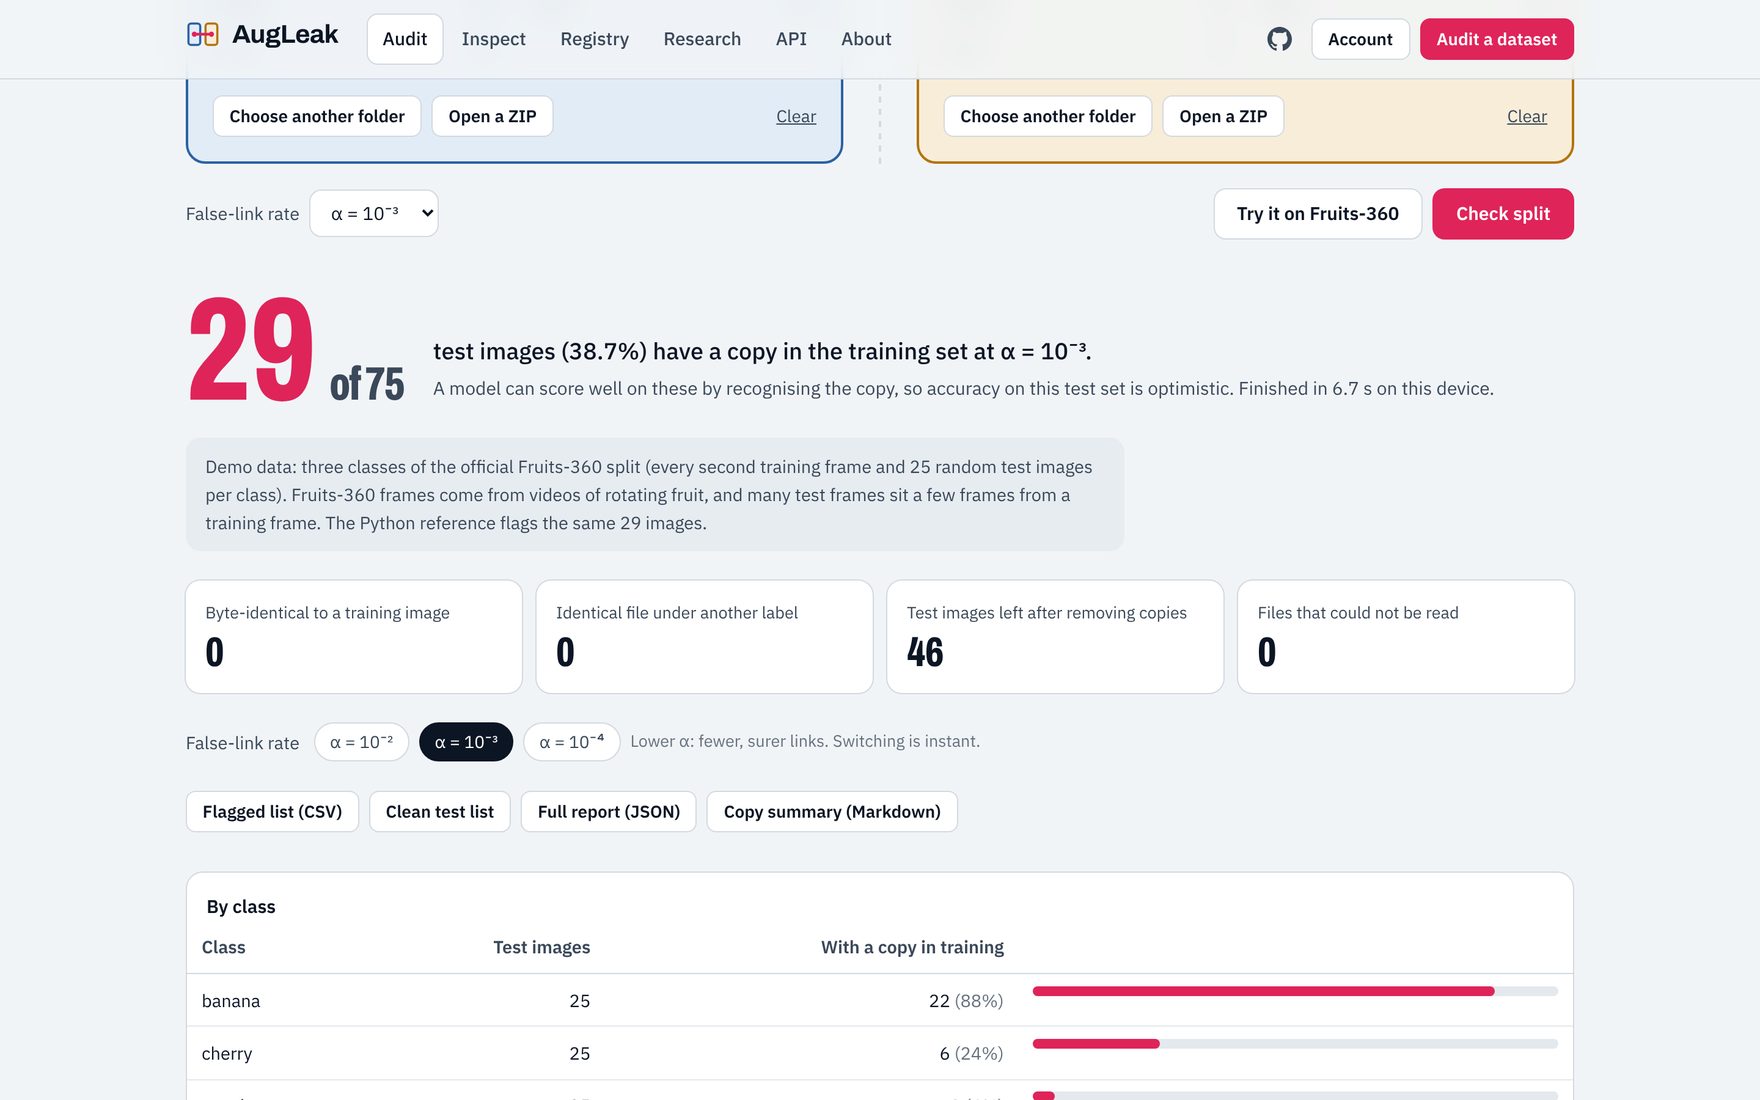 AugLeak
Audit
Inspect
Registry
Research
API
About
Account
Audit a dataset
Choose another folder
Open a ZIP
Clear
Choose another folder
Open a ZIP
Clear
False-link rate
α = 10⁻³
Try it on Fruits-360
Check split
29 of 75
test images (38.7%) have a copy in the training set at α = 10⁻³.
A model can score well on these by recognising the copy, so accuracy on this test set is optimistic. Finished in 6.7 s on this device.
Demo data: three classes of the official Fruits-360 split (every second training frame and 25 random test images
per class). Fruits-360 frames come from videos of rotating fruit, and many test frames sit a few frames from a
training frame. The Python reference flags the same 29 images.
Byte-identical to a training image
0
Identical file under another label
0
Test images left after removing copies
46
Files that could not be read
0
False-link rate
α = 10⁻²
α = 10⁻³
α = 10⁻⁴
Lower α: fewer, surer links. Switching is instant.
Flagged list (CSV)
Clean test list
Full report (JSON)
Copy summary (Markdown)
By class
Class Test images With a copy in training
banana 25 22 (88%)
cherry 25 6 (24%)